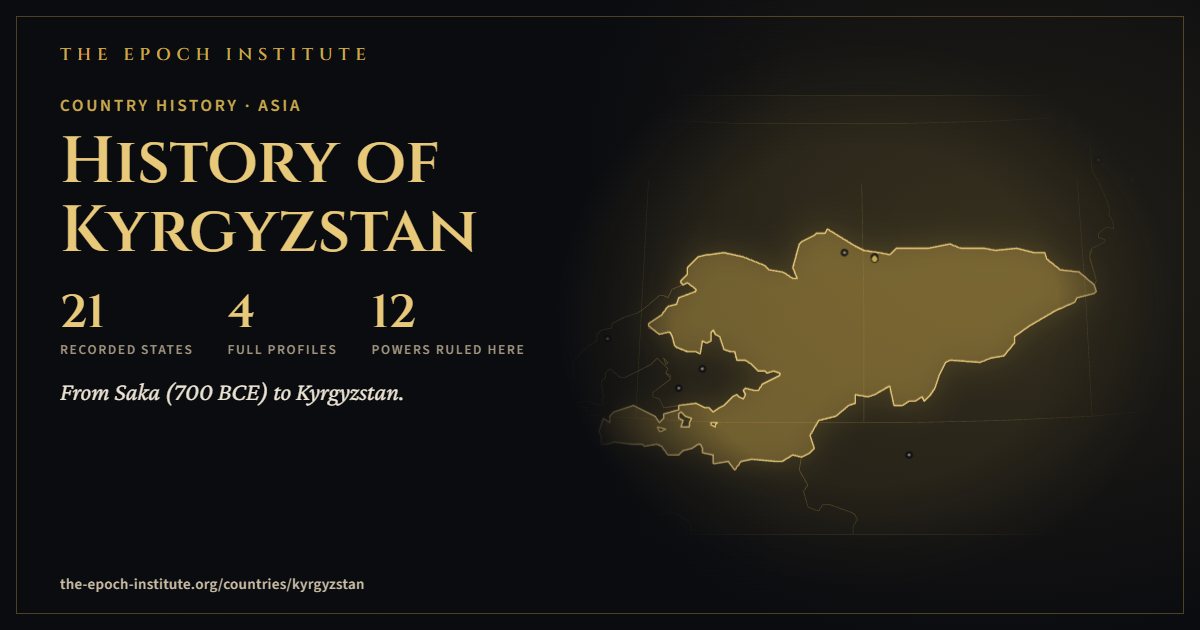 THE EPOCH INSTITUTE
COUNTRY HISTORY · ASIA
HISTORY OF
KYRGYZSTAN
21 4 12
RECORDED STATES FULL PROFILES POWERS RULED HERE
From Saka (700 BCE) to Kyrgyzstan.
the-epoch-institute.org/countries/kyrgyzstan